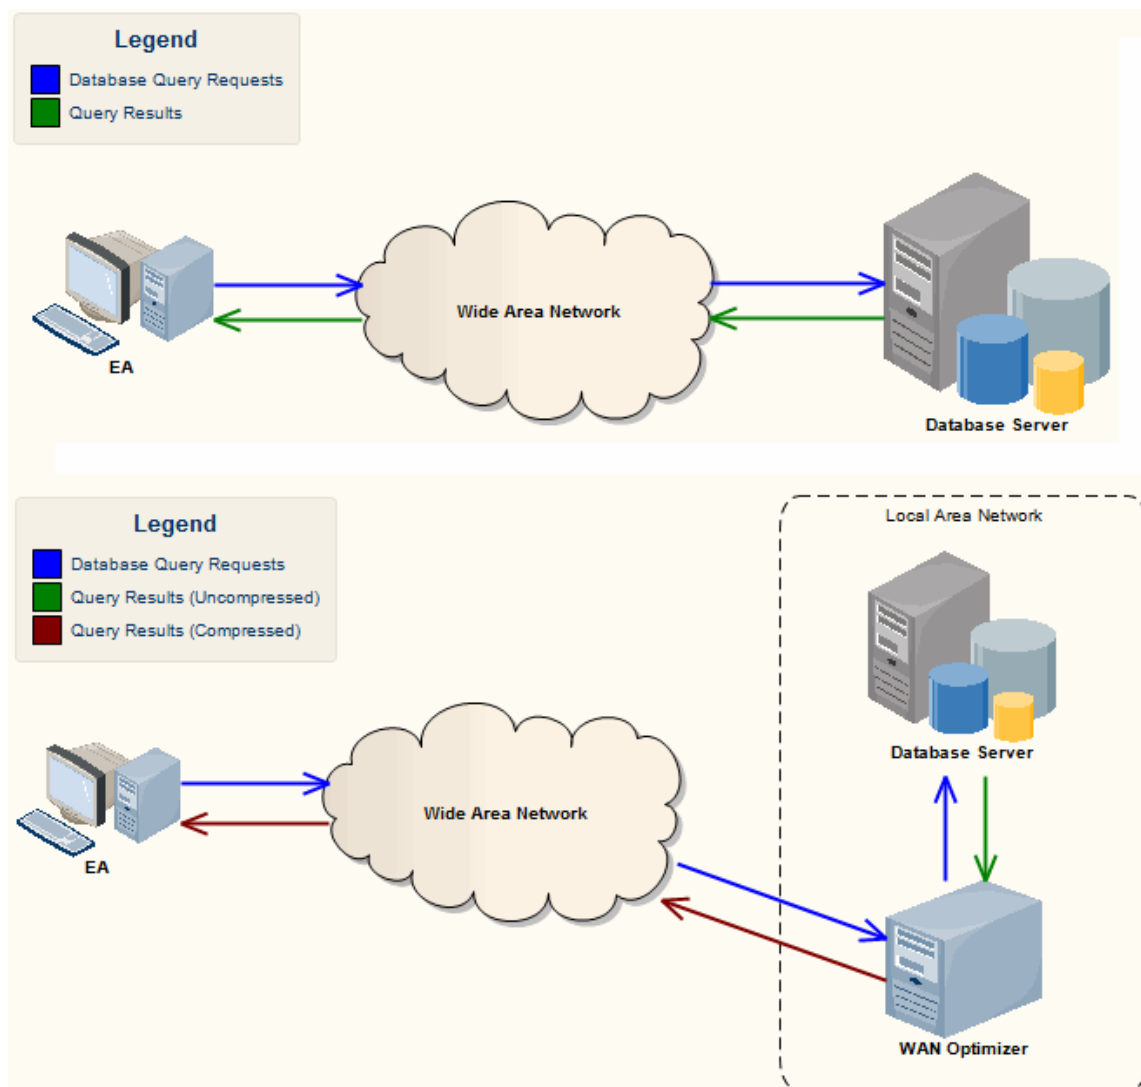 Legend
Database Query Requests
Query Results
Wide Area Network
EA
Database Server
Legend
Database Query Requests
Query Results (Uncompressed)
Query Results (Compressed)
Local Area Network
Database Server
Wide Area Network
EA
WAN Optimizer